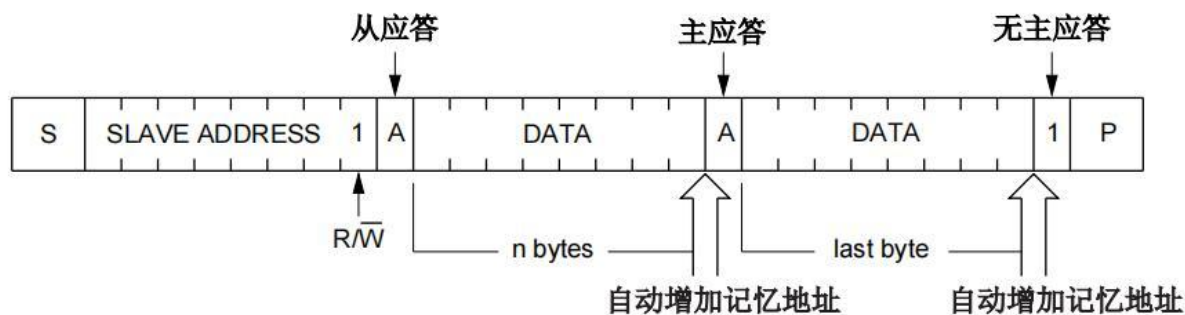 从应答 主应答 无主应答
S SLAVE ADDRESS 1 A DATA A DATA 1 P
R/W̅
n bytes last byte
自动增加记忆地址 自动增加记忆地址